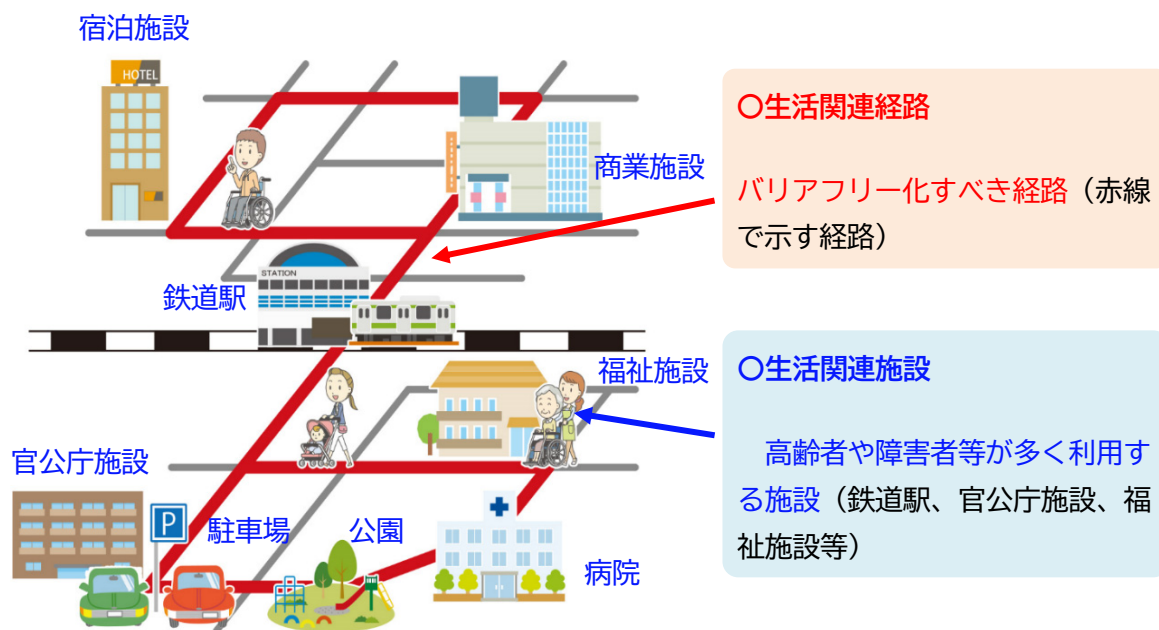 宿泊施設
HOTEL
商業施設
〇生活関連経路
バリアフリー化すべき経路（赤線
で示す経路）
STATION
鉄道駅
福祉施設
〇生活関連施設
高齢者や障害者等が多く利用す
る施設（鉄道駅、官公庁施設、福
祉施設等）
官公庁施設
P
駐車場
公園
病院